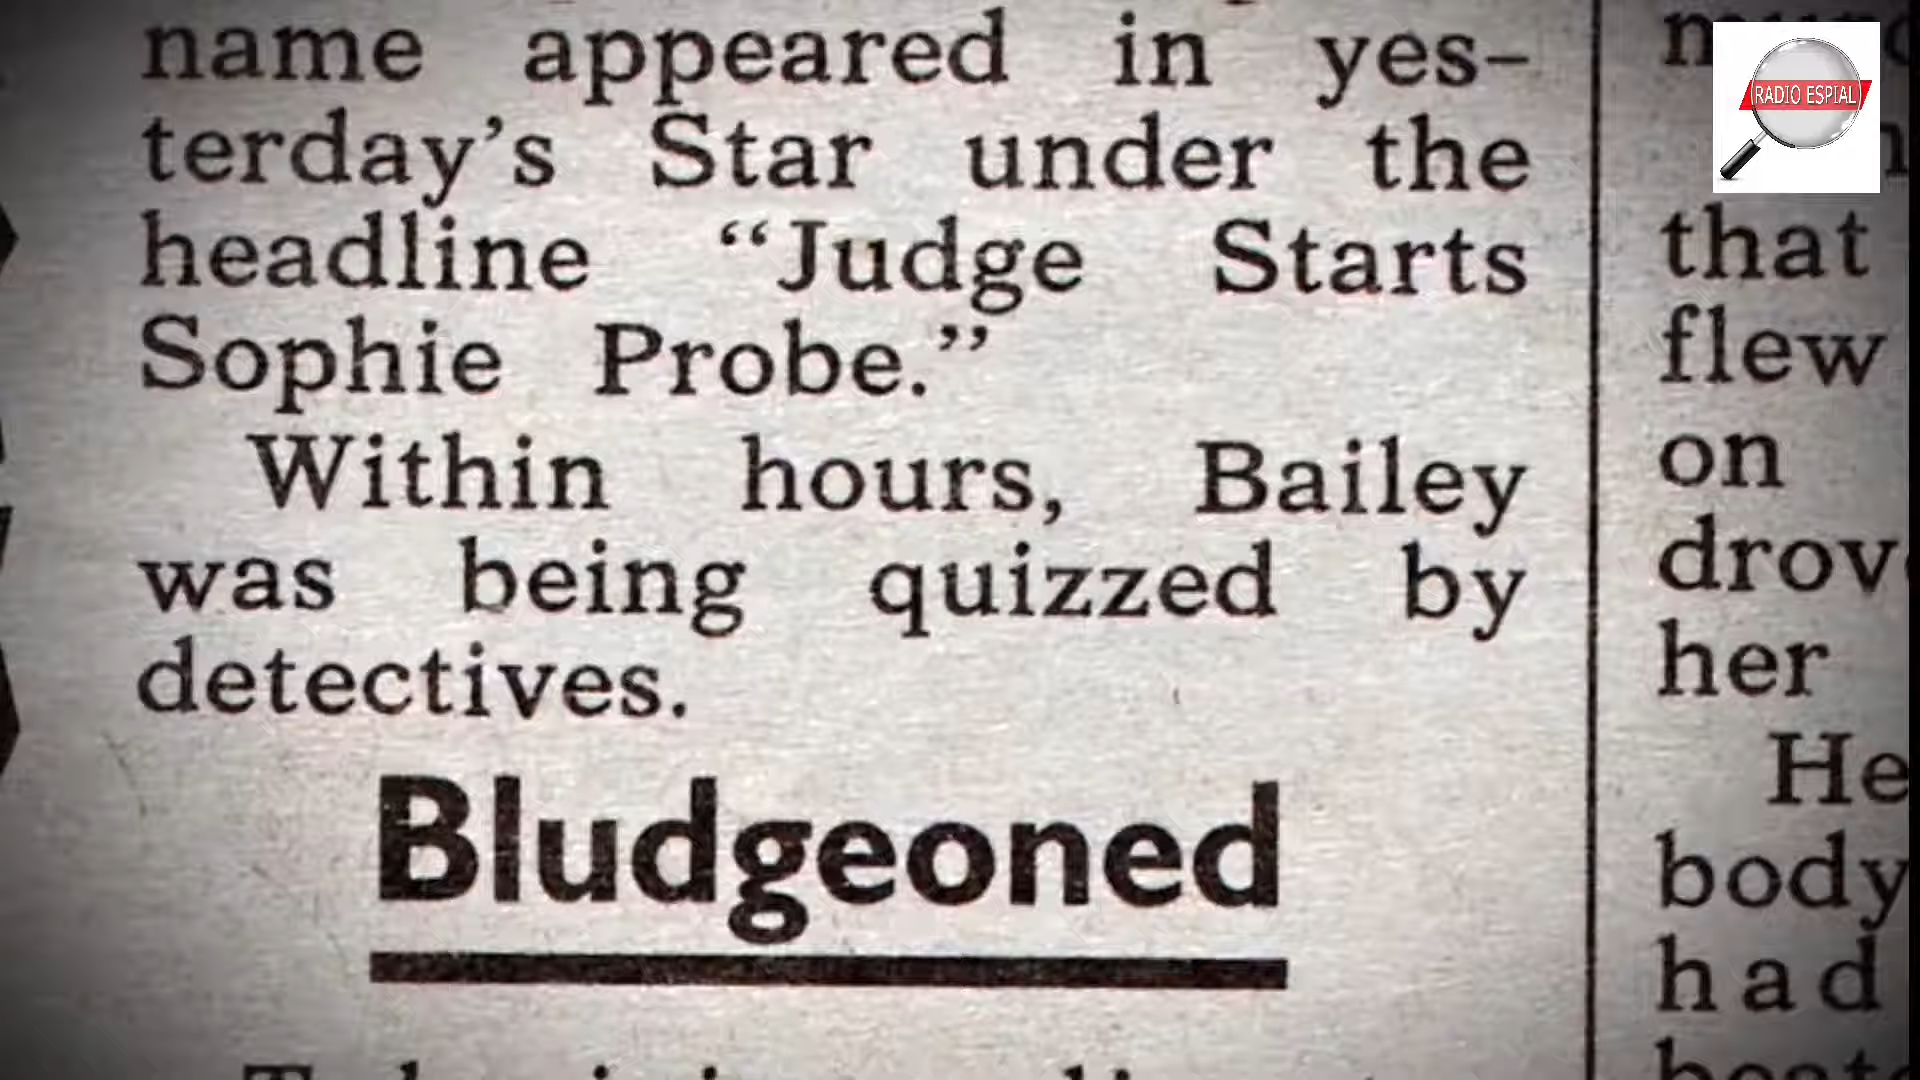 name appeared in yes-
terday's Star under the
headline “Judge Starts
Sophie Probe.”
Within hours, Bailey
was being quizzed by
detectives.
Bludgeoned
that
flew
on
her
He
body
had
RADIO ESPIAL